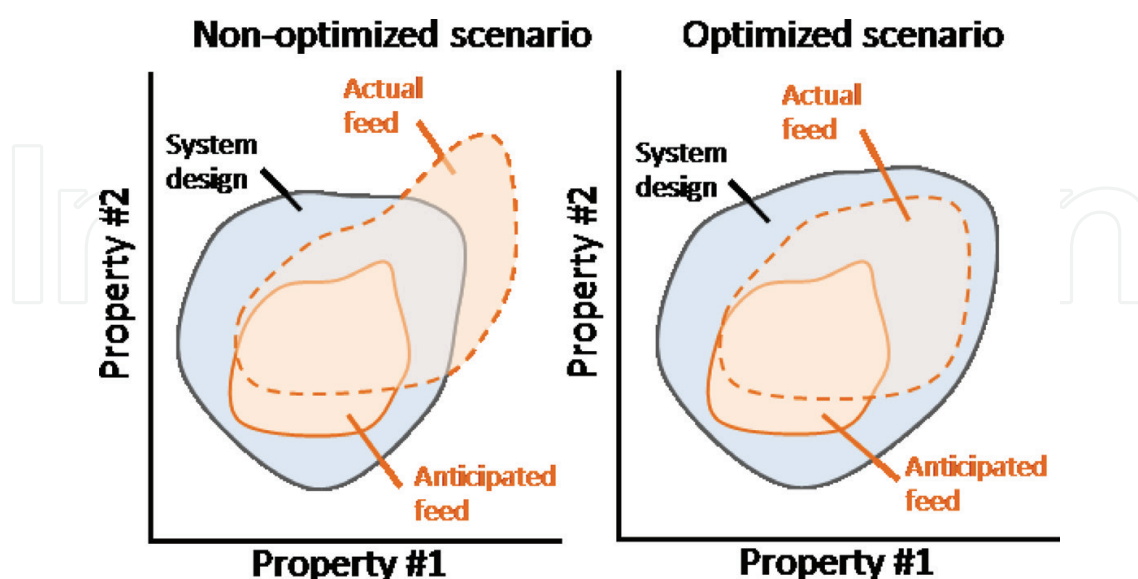 Non-optimized scenario
Actual
feed
System
design
Property #2
Anticipated
feed
Property #1
Optimized scenario
Actual
feed
System
design
Property #2
Anticipated
feed
Property #1